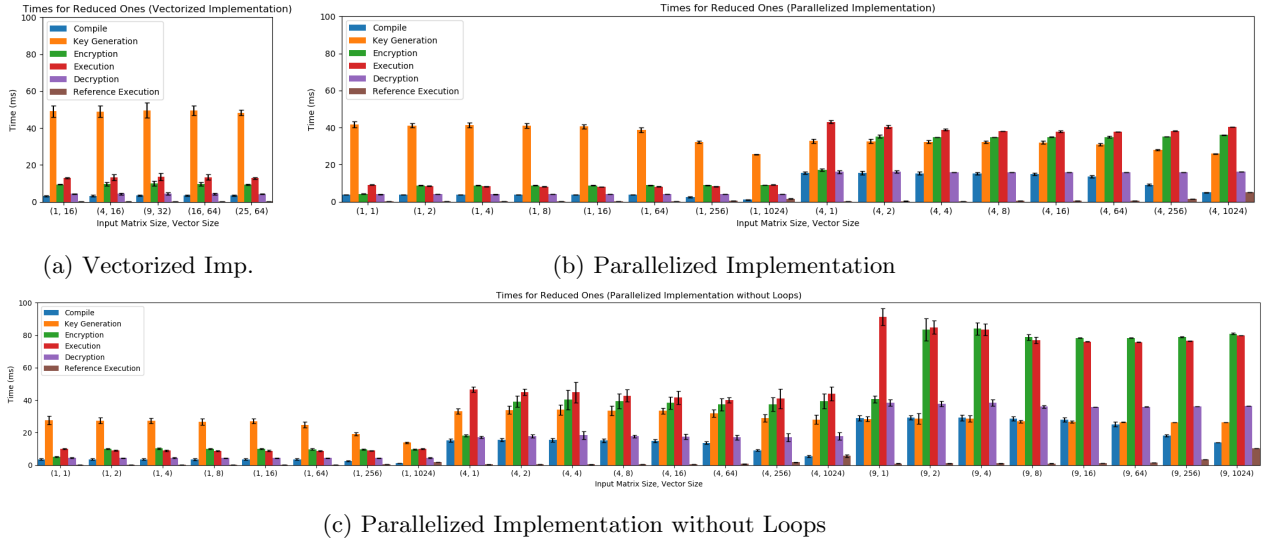 Times for Reduced Ones (Vectorized Implementation)
100
80
60
40
20
0
Time (ms)
Compile
Key Generation
Encryption
Execution
Decryption
Reference Execution
(1, 16) (4, 16) (9, 32) (16, 64) (25, 64)
Input Matrix Size, Vector Size
(a) Vectorized Imp.
Times for Reduced Ones (Parallelized Implementation)
100
80
60
40
20
0
Time (ms)
Compile
Key Generation
Encryption
Execution
Decryption
Reference Execution
(1, 1) (1, 2) (1, 4) (1, 8) (1, 16) (1, 64) (1, 256) (1, 1024) (4, 1) (4, 2) (4, 4) (4, 8) (4, 16) (4, 64) (4, 256) (4, 1024)
Input Matrix Size, Vector Size
(b) Parallelized Implementation
Times for Reduced Ones (Parallelized Implementation without Loops)
100
80
60
40
20
0
Time (ms)
Compile
Key Generation
Encryption
Execution
Decryption
Reference Execution
(1, 1) (1, 2) (1, 4) (1, 8) (1, 16) (1, 64) (1, 256) (1, 1024) (4, 1) (4, 2) (4, 4) (4, 8) (4, 16) (4, 64) (4, 256) (4, 1024) (9, 1) (9, 2) (9, 4) (9, 8) (9, 16) (9, 64) (9, 256) (9, 1024)
Input Matrix Size, Vector Size
(c) Parallelized Implementation without Loops